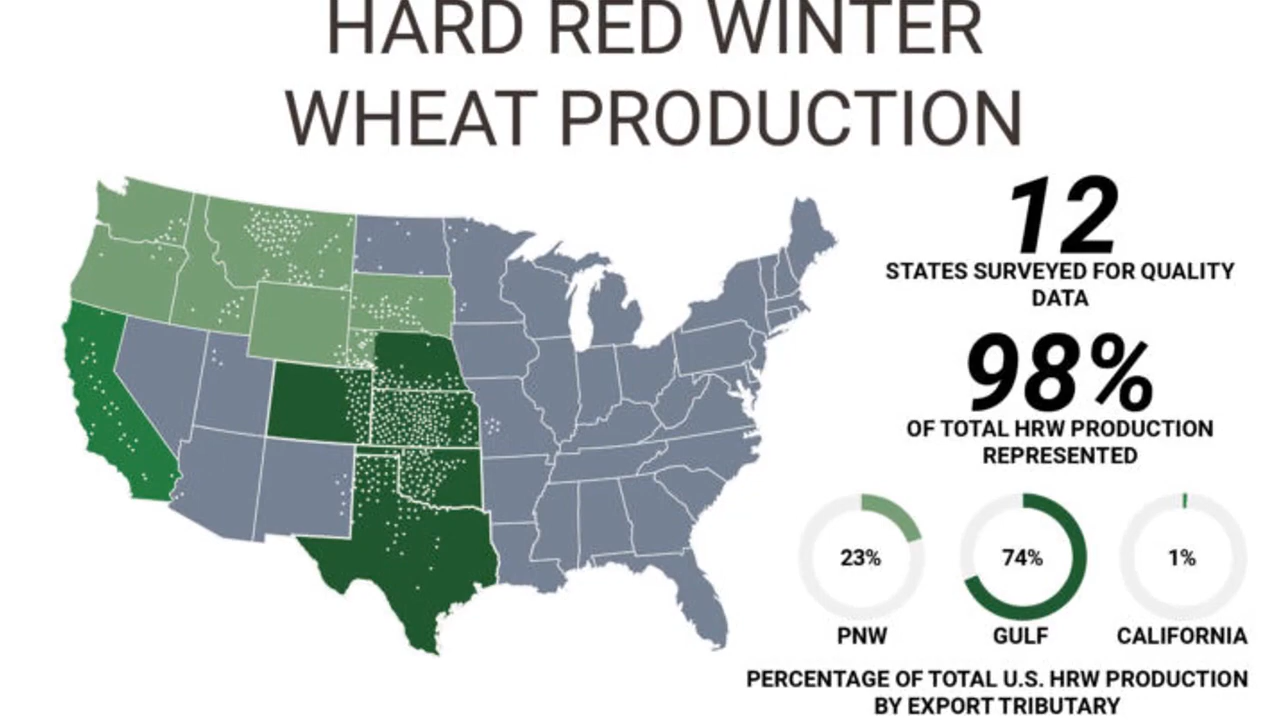 HARD RED WINTER
WHEAT PRODUCTION
12
STATES SURVEYED FOR QUALITY
DATA
98%
OF TOTAL HRW PRODUCTION
REPRESENTED
23%
74%
1%
PNW
GULF
CALIFORNIA
PERCENTAGE OF TOTAL U.S. HRW PRODUCTION
BY EXPORT TRIBUTARY